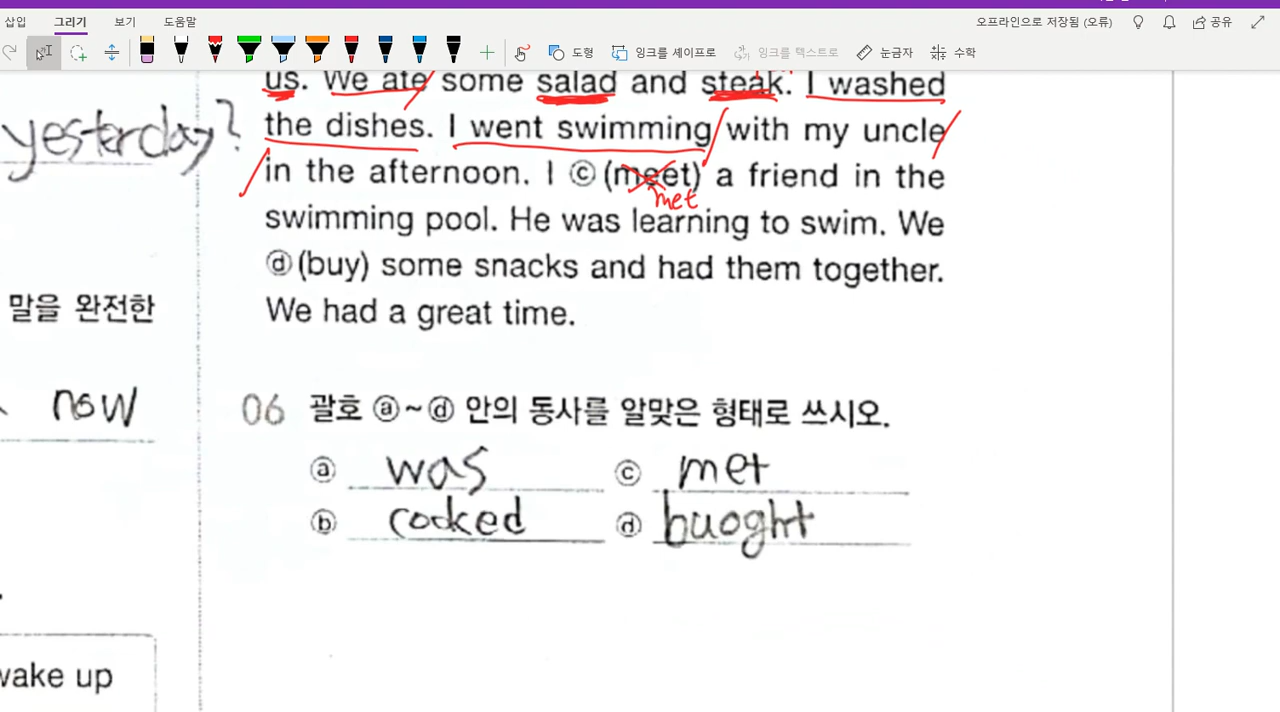 삽입 그리기 보기 도움말 오프라인으로 저장됨 (오류) 공유
도형 잉크를 셰이프로 잉크를 텍스트로 눈금자 수학
us. We ate some salad and steak. I washed
the dishes. I went swimming with my uncle
in the afternoon. I ⓒ (meet) a friend in the
met
swimming pool. He was learning to swim. We
ⓓ (buy) some snacks and had them together.
We had a great time.
yesterday?
말을 완전한
now
wake up
06 괄호 ⓐ~ⓓ 안의 동사를 알맞은 형태로 쓰시오.
ⓐ was ⓒ met
ⓑ cocked ⓓ buoght